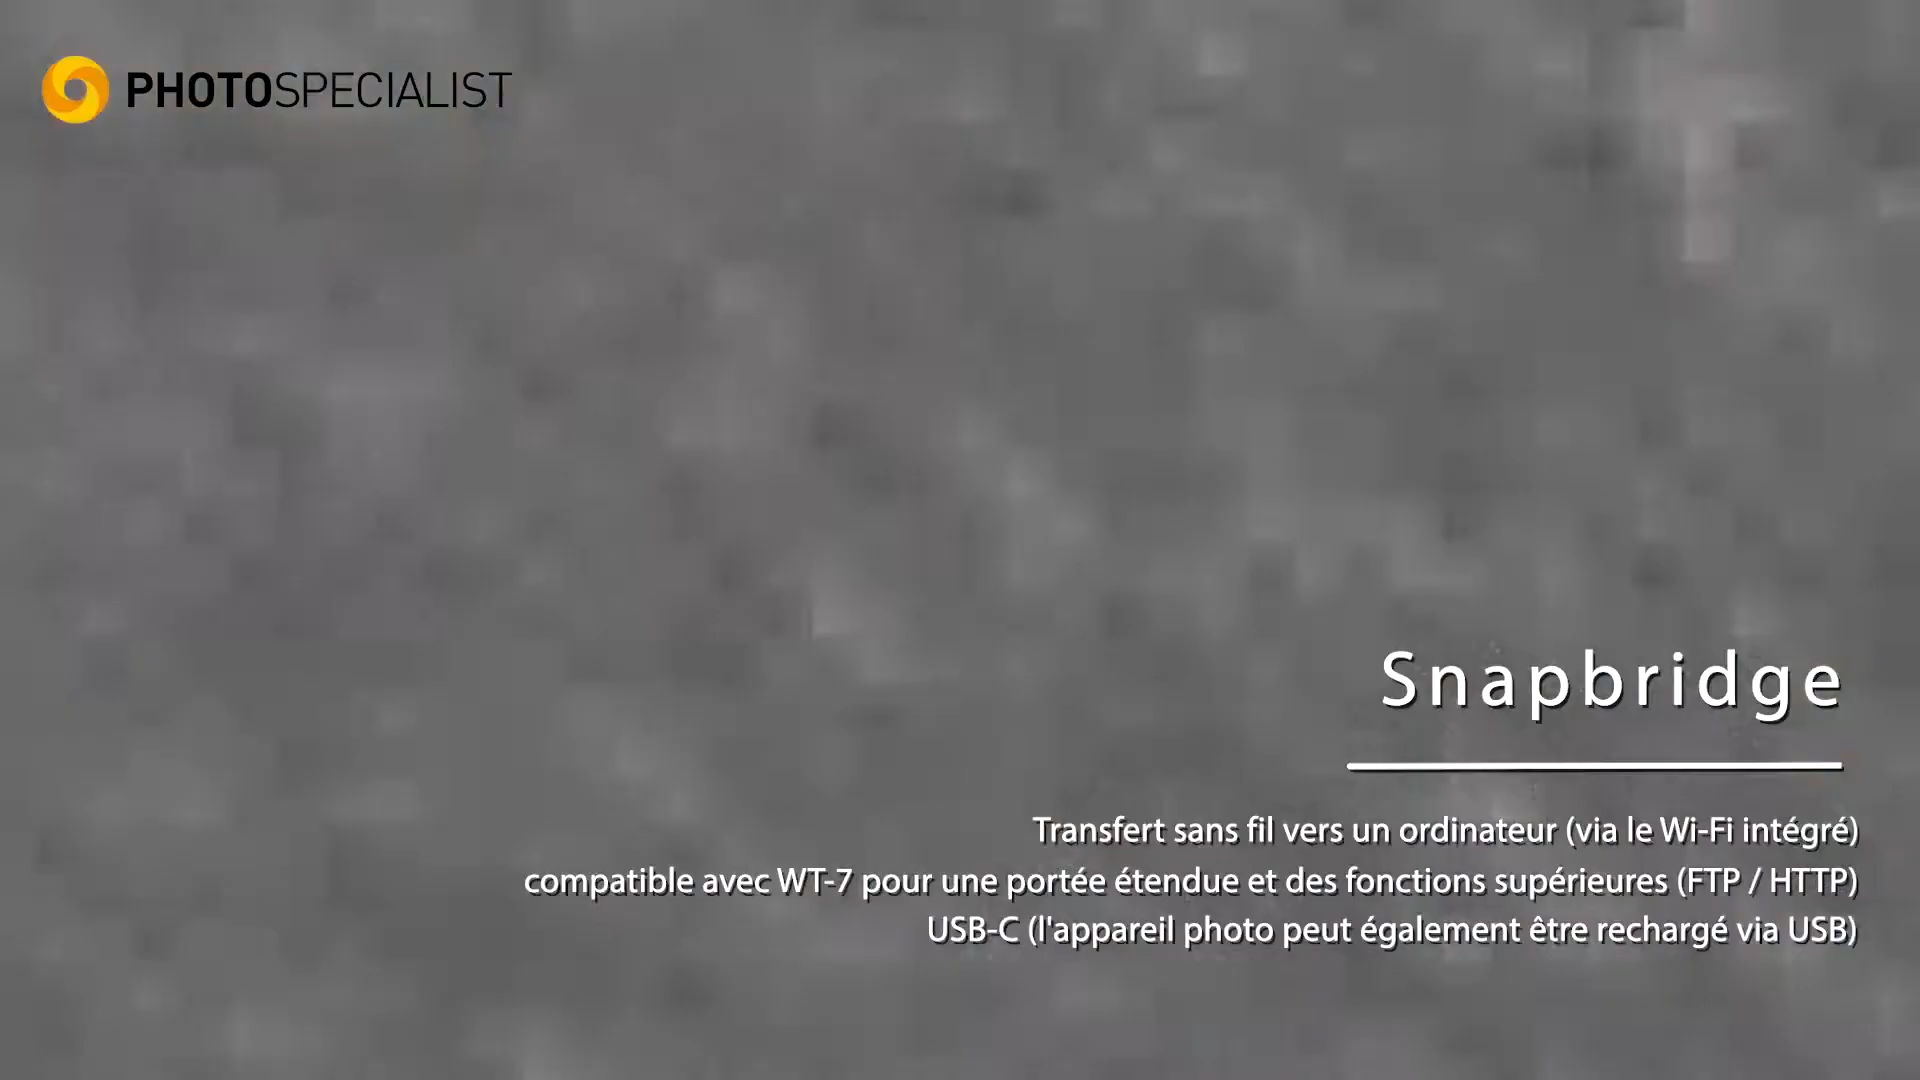 PHOTOSPECIALIST
Snapbridge
Transfert sans fil vers un ordinateur (via le Wi-Fi intégré)
compatible avec WT-7 pour une portée étendue et des fonctions supérieures (FTP / HTTP)
USB-C (l'appareil photo peut également être rechargé via USB)